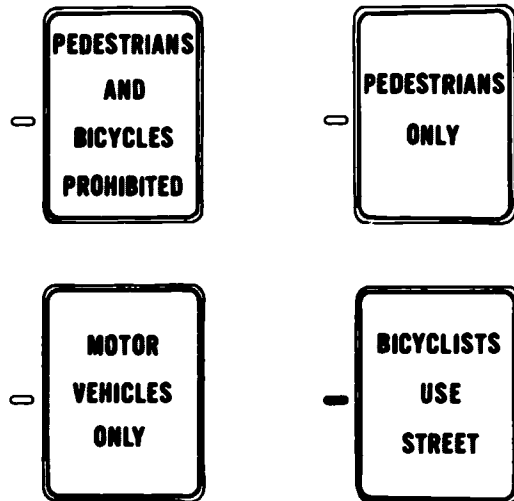 PEDESTRIANS
AND
BICYCLES
PROHIBITED
PEDESTRIANS
ONLY
MOTOR
VEHICLES
ONLY
BICYCLISTS
USE
STREET